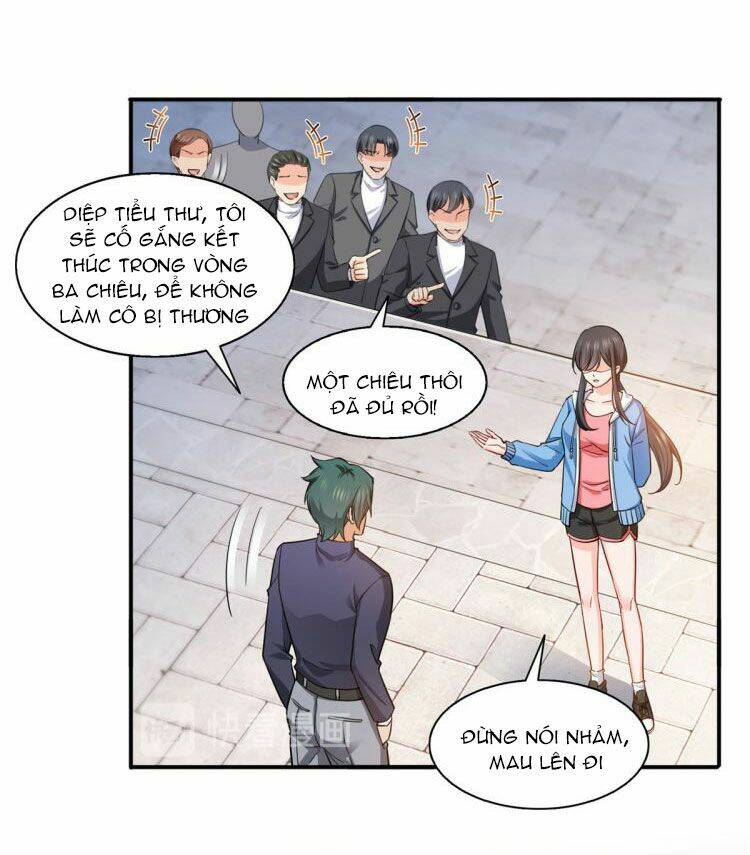 DIỆP TIỂU THƯ, TÔI
SẼ CỐ GẮNG KẾT
THÚC TRONG VÒNG
BA CHIÊU, ĐỂ KHÔNG
LÀM CÔ BỊ THƯƠNG
MỘT CHIÊU THÔI
ĐÃ ĐỦ RỒI!
ĐỪNG NÓI NHẢM,
MAU LÊN ĐI
快看漫画